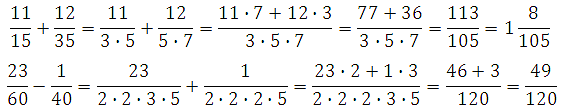 11/15 + 12/35 = 11/(3 · 5) + 12/(5 · 7) = (11 · 7 + 12 · 3)/(3 · 5 · 7) = (77 + 36)/(3 · 5 · 7) = 113/105 = 1 8/105
23/60 − 1/40 = 23/(2 · 2 · 3 · 5) + 1/(2 · 2 · 2 · 5) = (23 · 2 + 1 · 3)/(2 · 2 · 2 · 3 · 5) = (46 + 3)/120 = 49/120